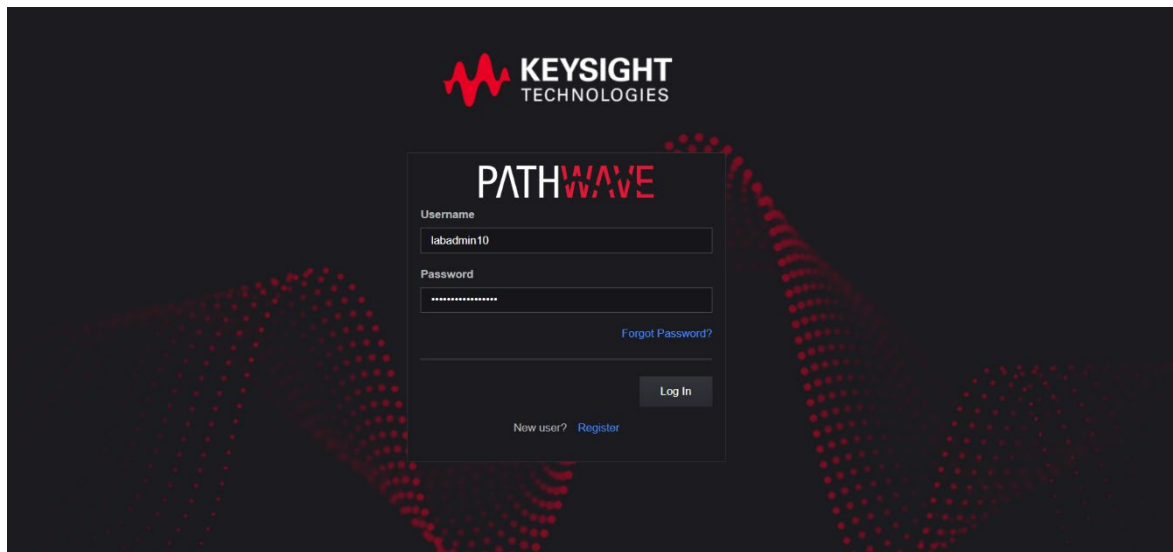 KEYSIGHT
TECHNOLOGIES
PATHWAVE
Username
labadmin10
Password
•••••••••••••••••
Forgot Password?
Log In
New user? Register